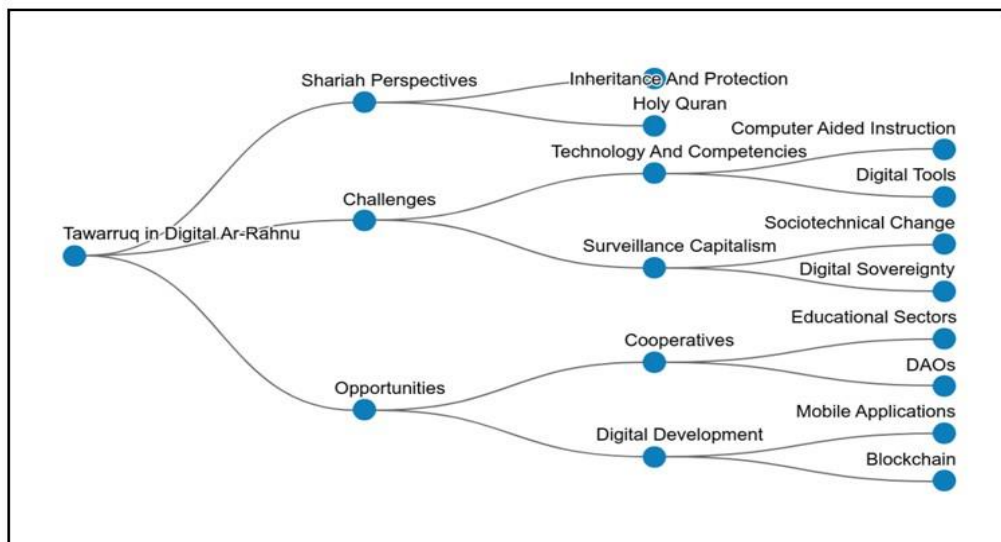 Shariah Perspectives
Inheritance And Protection
Holy Quran
Computer Aided Instruction
Technology And Competencies
Digital Tools
Challenges
Sociotechnical Change
Tawarruq in Digital Ar-Rahnu
Surveillance Capitalism
Digital Sovereignty
Educational Sectors
Cooperatives
DAOs
Opportunities
Mobile Applications
Digital Development
Blockchain